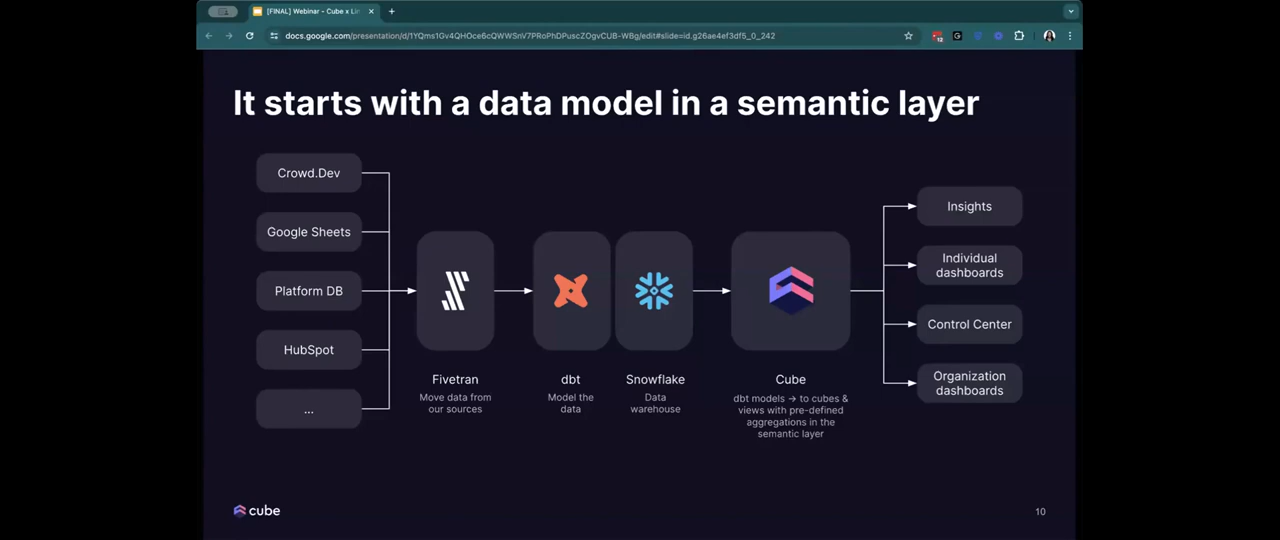 [FINAL] Webinar - Cube x Lin
docs.google.com/presentation/d/1YQms1Gv4QHOce6cQWWSnV7PRoPhDPuscZOgvCUB-WBg/edit#slide=id.g26ae4ef3df5_0_242
12
G
It starts with a data model in a semantic layer
Crowd.Dev
Google Sheets
Platform DB
HubSpot
...
Fivetran
Move data from
our sources
dbt
Model the
data
Snowflake
Data
warehouse
Cube
dbt models → to cubes &
views with pre-defined
aggregations in the
semantic layer
Insights
Individual
dashboards
Control Center
Organization
dashboards
cube
10